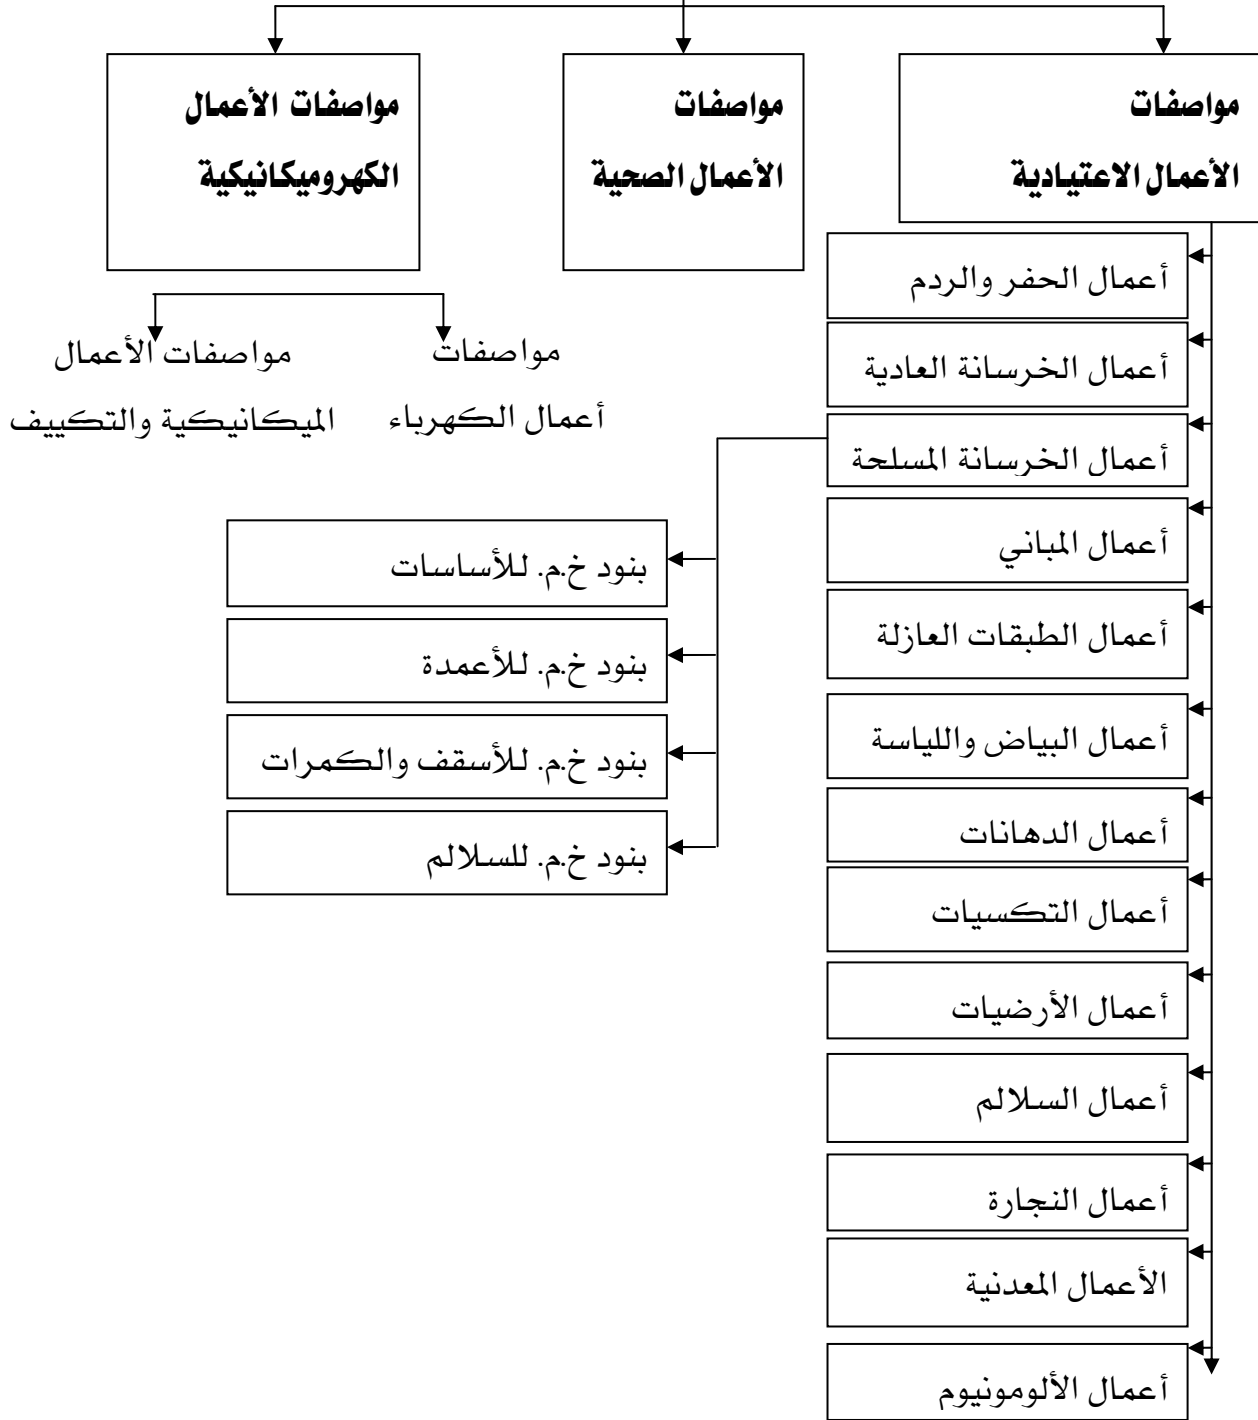 مواصفات
الأعمال الاعتيادية
مواصفات
الأعمال الصحية
مواصفات الأعمال
الكهروميكانيكية
أعمال الحفر والردم
أعمال الخرسانة العادية
أعمال الخرسانة المسلحة
أعمال المباني
أعمال الطبقات العازلة
أعمال البياض واللياسة
أعمال الدهانات
أعمال التكسيات
أعمال الأرضيات
أعمال السلالم
أعمال النجارة
الأعمال المعدنية
أعمال الألومونيوم
بنود خ.م. للأساسات
بنود خ.م. للأعمدة
بنود خ.م. للأسقف والكمرات
بنود خ.م. للسلالم
مواصفات
أعمال الكهرباء
مواصفات الأعمال
الميكانيكية والتكييف